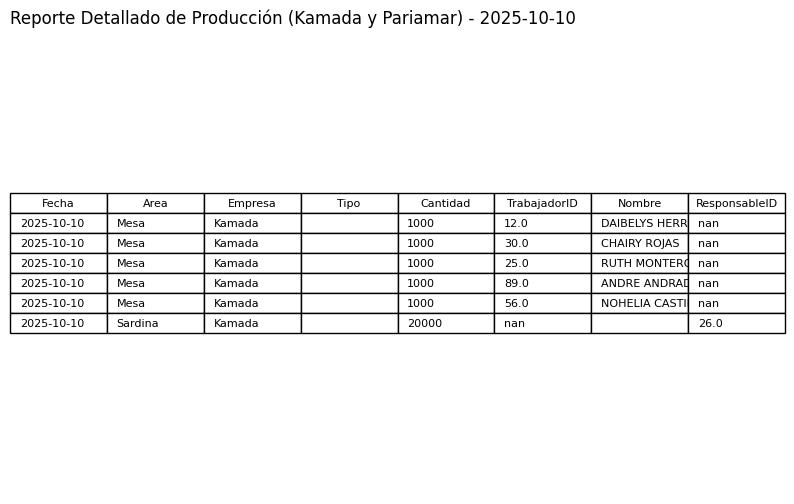 Reporte Detallado de Producción (Kamada y Pariamar) - 2025-10-10
Fecha Area Empresa Tipo Cantidad TrabajadorID Nombre ResponsableID
2025-10-10 Mesa Kamada 1000 12.0 DAIBELYS HERR nan
2025-10-10 Mesa Kamada 1000 30.0 CHAIRY ROJAS nan
2025-10-10 Mesa Kamada 1000 25.0 RUTH MONTERO nan
2025-10-10 Mesa Kamada 1000 89.0 ANDRE ANDRAD nan
2025-10-10 Mesa Kamada 1000 56.0 NOHELIA CASTI nan
2025-10-10 Sardina Kamada 20000 nan 26.0